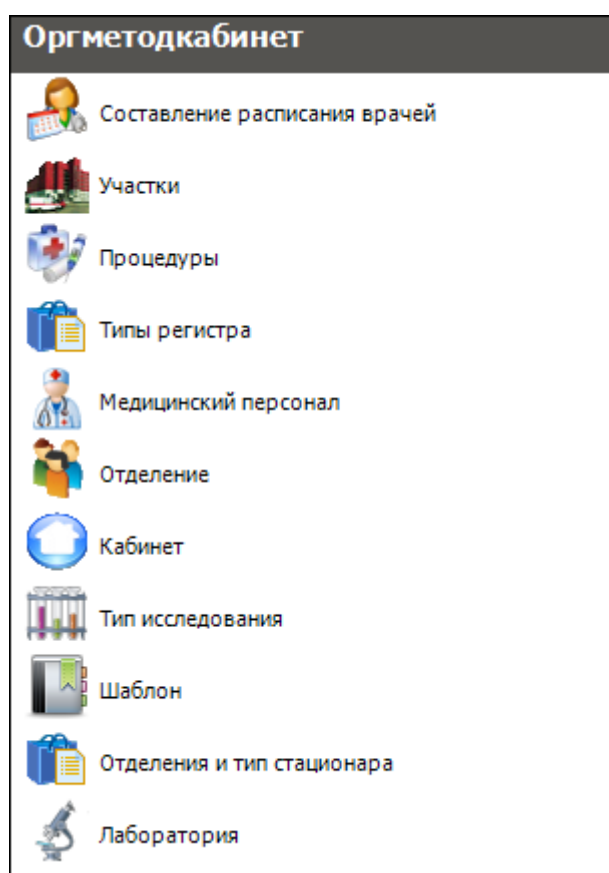 Оргметодкабинет
Составление расписания врачей
Участки
Процедуры
Типы регистра
Медицинский персонал
Отделение
Кабинет
Тип исследования
Шаблон
Отделения и тип стационара
Лаборатория